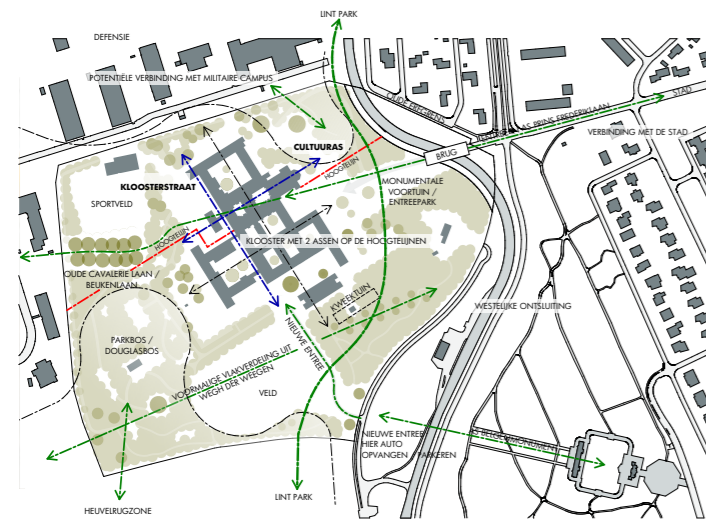 LINT PARK
DEFENSIE
POTENTIËLE VERBINDING MET MILITAIRE CAMPUS
OUDE EREGRENS
STAD
PRINS FREDERIKLAAN
VERBINDING MET DE STAD
BRUG
CULTUURAS
HOOGTELIJN
KLOOSTERSTRAAT
MONUMENTALE
VOORTUIN /
ENTREEPARK
SPORTVELD
HOOGTELIJN
KLOOSTER MET 2 ASSEN OP DE HOOGTELIJNEN
OUDE CAVALERIE LAAN /
BEUKENLAAN
KWEEKTUIN
WESTELIJKE ONTSLUITING
NIEUWE ENTREE
PARKBOS /
DOUGLASBOS
VOORMALIGE VLAKVERDELING UIT
WEGH DER WEEGEN
VELD
NIEUWE ENTREE
HIER AUTO
OPVANGEN / PARKEREN
BELGENMONUMENT
LINT PARK
HEUVELRUGZONE